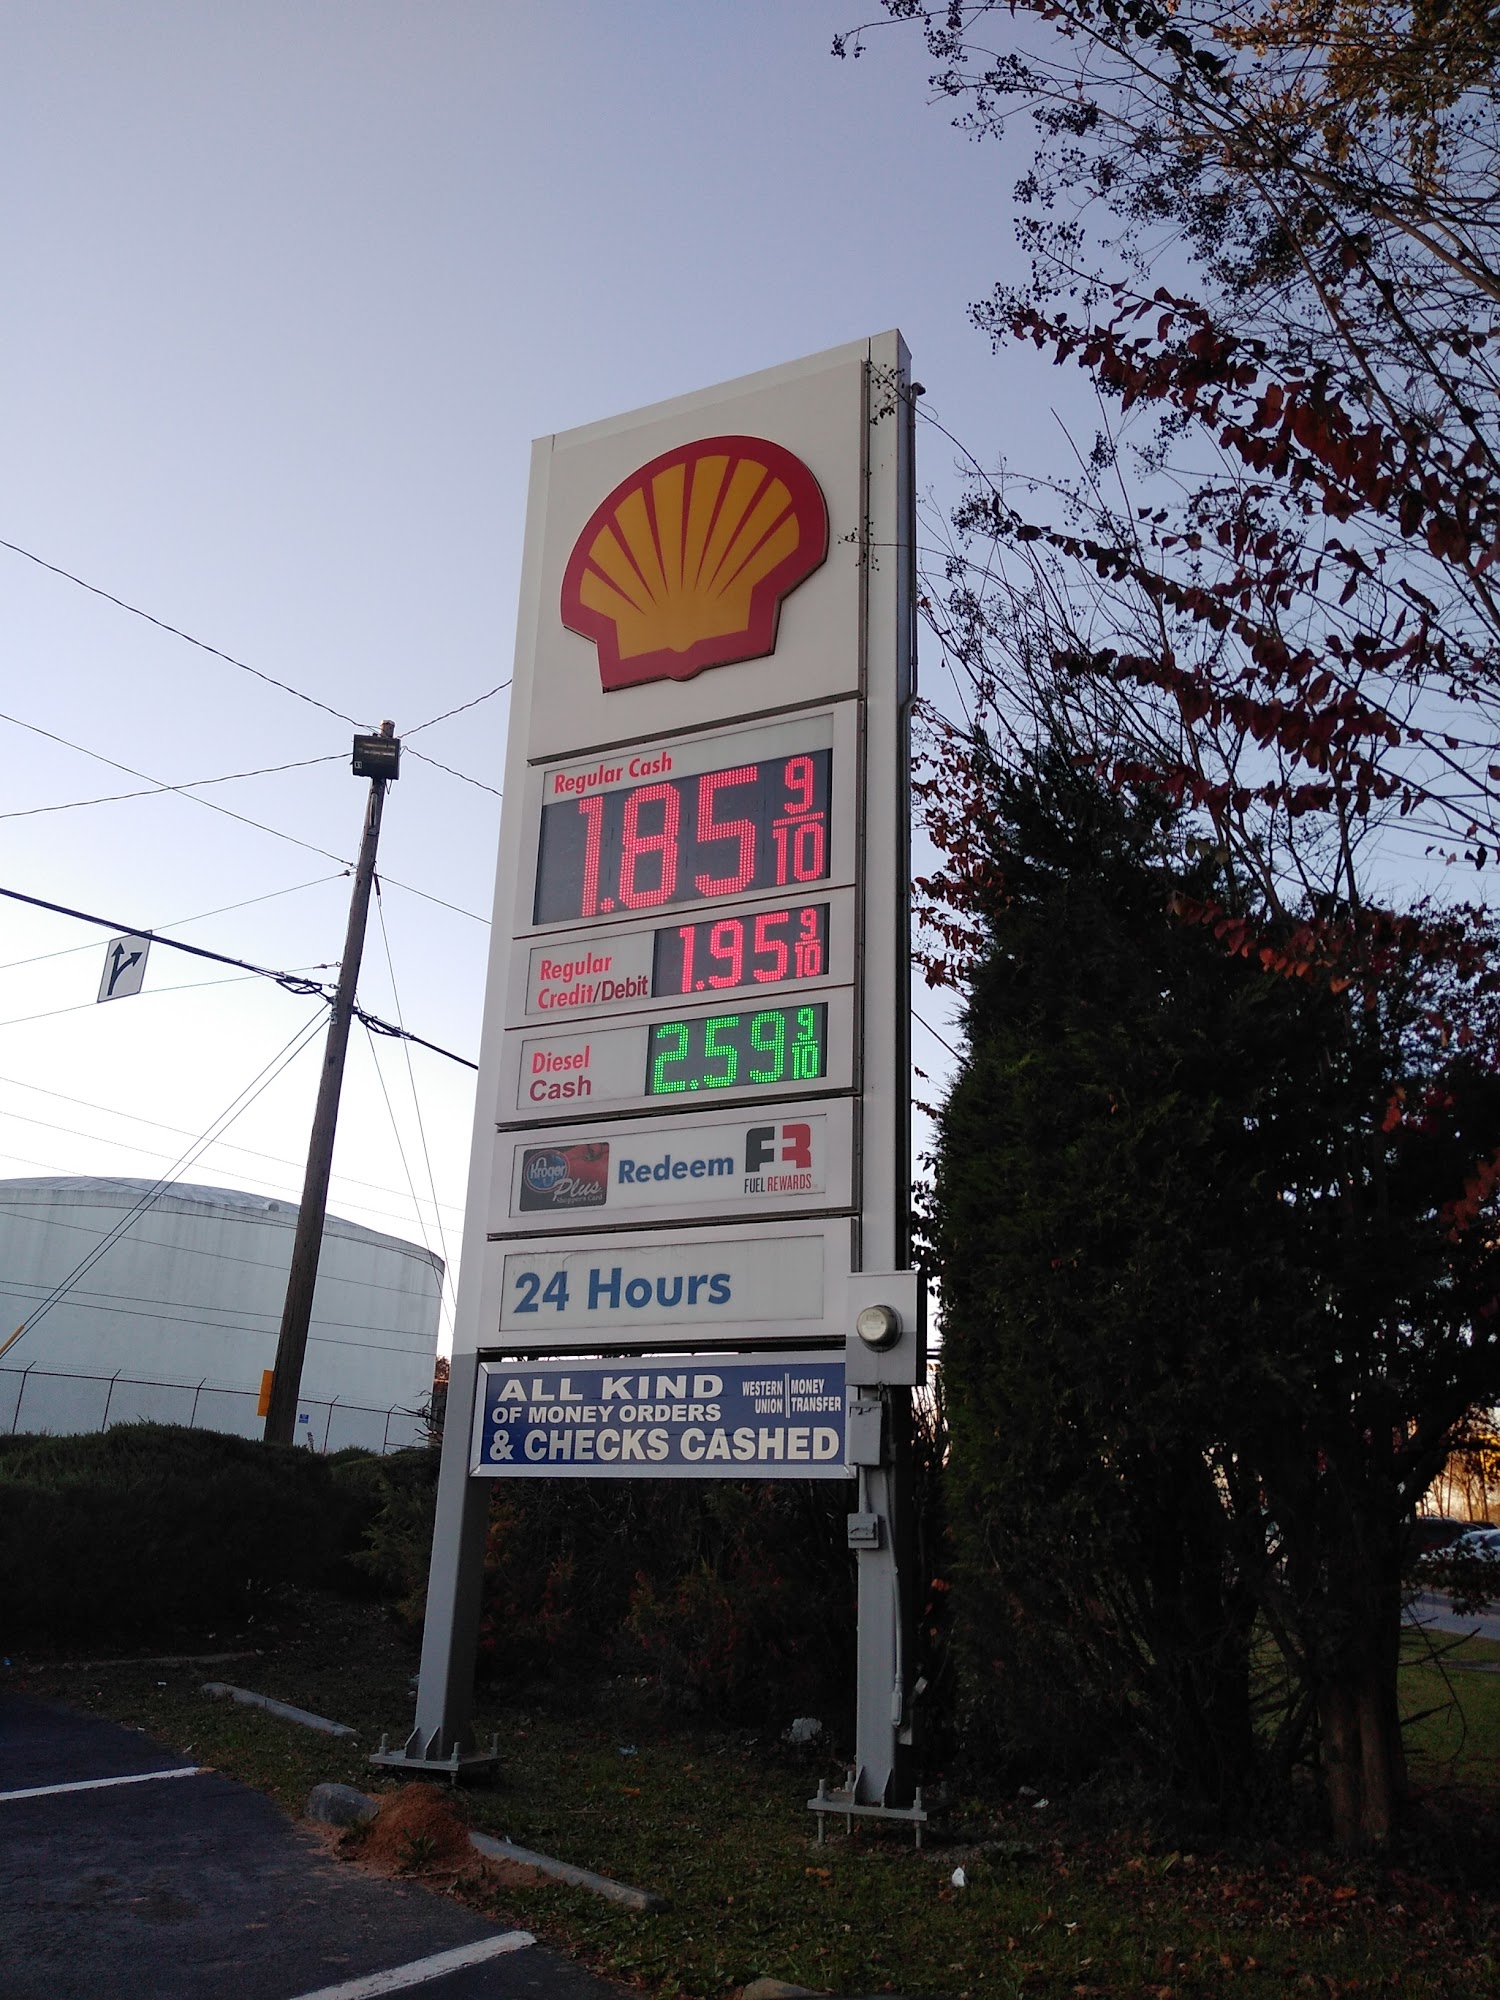 Regular Cash
1.85 9/10
Regular
Credit/Debit
1.95 9/10
Diesel
Cash
2.59 9/10
Kroger
Plus
Shopper's Card
Redeem
FR
FUEL REWARDS
24 Hours
ALL KIND
OF MONEY ORDERS
& CHECKS CASHED
WESTERN
UNION
MONEY
TRANSFER